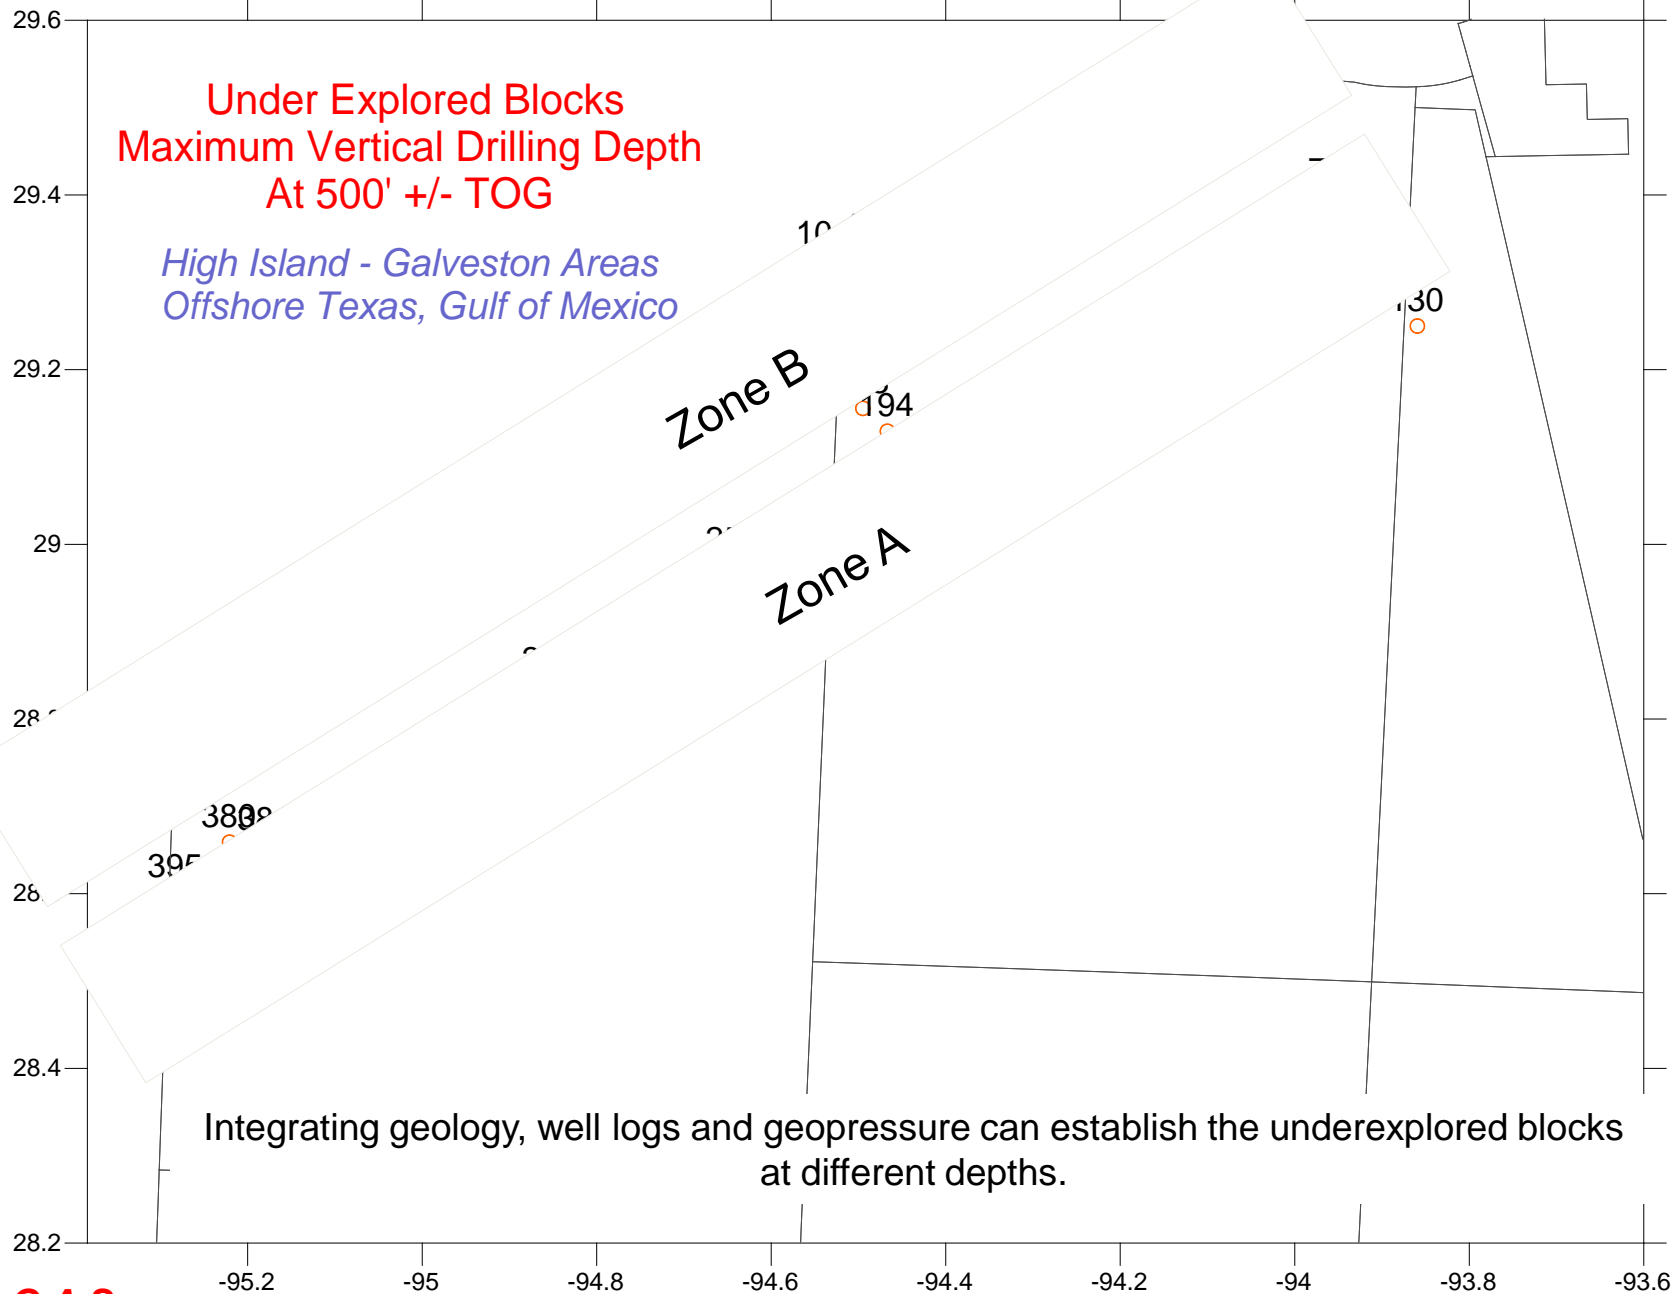 29.6
Under Explored Blocks
Maximum Vertical Drilling Depth
At 500' +/- TOG
29.4
High Island - Galveston Areas
Offshore Texas, Gulf of Mexico
130
29.2
Zone B
194
29
Zone A
380
395
28.4
Integrating geology, well logs and geopressure can establish the underexplored blocks
at different depths.
28.2
-95.2 -95 -94.8 -94.6 -94.4 -94.2 -94 -93.8 -93.6